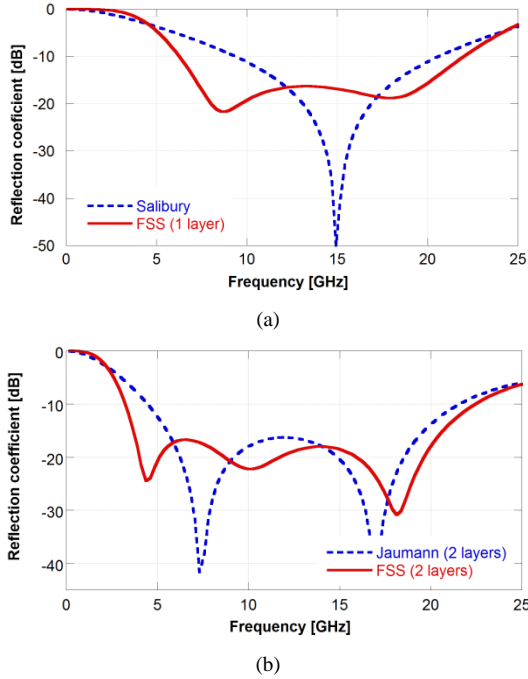 (a)
0
-10
-20
-30
-40
-50
Reflection coeficient [dB]
Salibury
FSS (1 layer)
0 5 10 15 20 25
Frequency [GHz]
(a)
0
-10
-20
-30
-40
Reflection coefficient [dB]
Jaumann (2 layers)
FSS (2 layers)
0 5 10 15 20 25
Frequency [GHz]
(b)